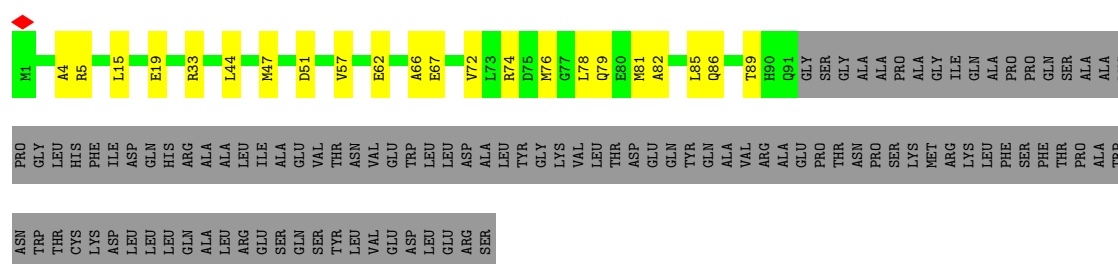 M1 A4 R5 L15 E19 R33 L44 M47 D51 V57 E62 A66 E67 V72 L73 R74 D75 M76 G77 L78 Q79 E80 M81 A82 L85 Q86 T89 H90 Q91 GLY SER GLY ALA ALA PRO ALA GLY ILE GLN ALA PRO PRO GLN SER ALA ALA
PRO GLY LEU HIS PHE ILE ASP GLN HIS ARG ALA ALA LEU ILE ALA GLU VAL THR ASN VAL GLU TRP LEU LEU ASP ALA LEU TYR GLY LYS VAL LEU THR ASP GLU GLN TYR GLN ALA VAL ARG ALA GLU PRO THR ASN PRO SER LYS MET ARG LYS LEU PHE SER PHE THR PRO ALA TRP
ASN TRP THR CYS LYS ASP LEU LEU LEU GLN ALA LEU ARG GLU SER GLN SER TYR LEU VAL GLU ASP LEU GLU ARG SER